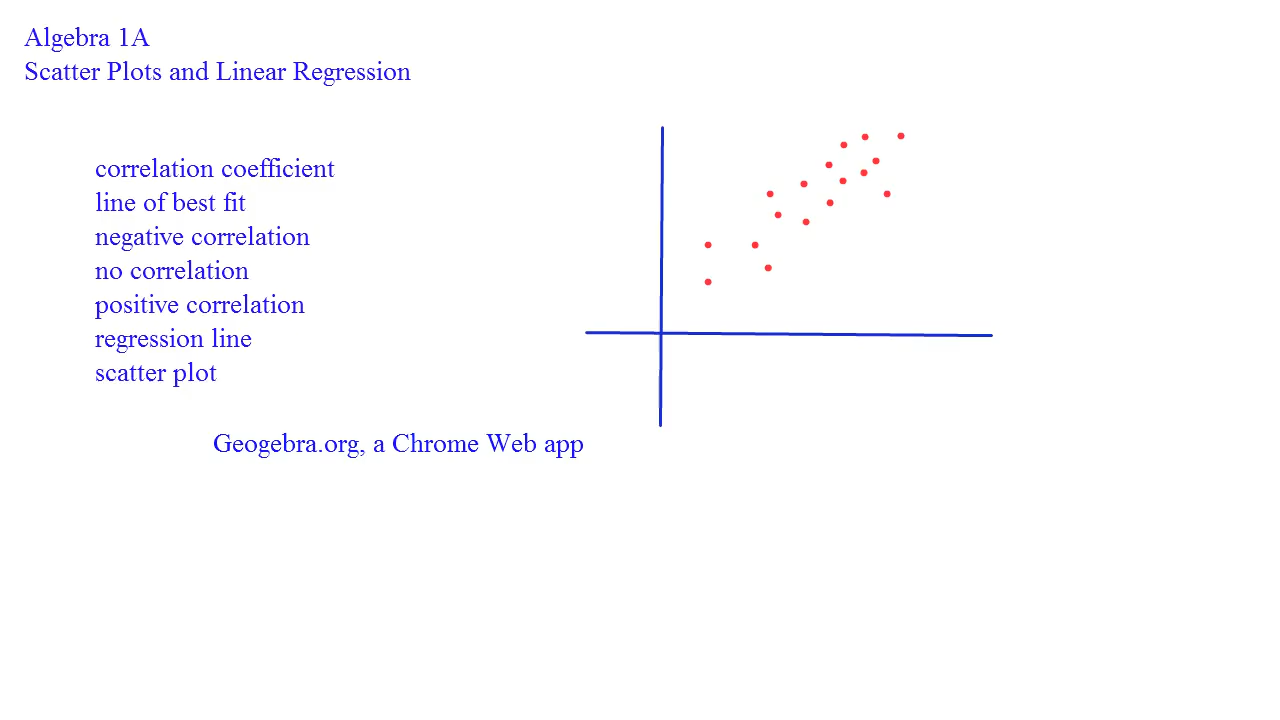 Algebra 1A
Scatter Plots and Linear Regression
correlation coefficient
line of best fit
negative correlation
no correlation
positive correlation
regression line
scatter plot
Geogebra.org, a Chrome Web app